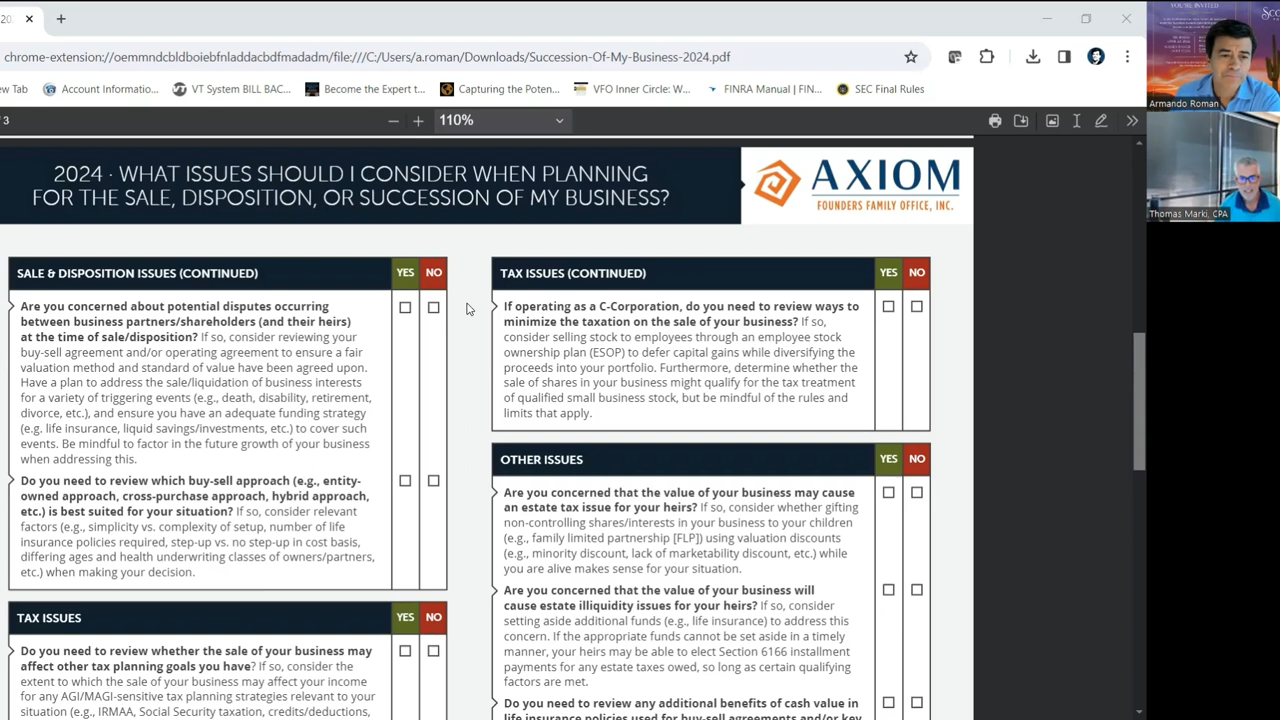 20
chrome-extension://oemmndcbldboiebfnladdacbdfmadadm/file:///C:/Users/a.roman/Downloads/Succession-Of-My-Business-2024.pdf
ew Tab
Account Informatio...
VT System BILL BAC...
Become the Expert t...
Capturing the Poten...
VFO Inner Circle: W...
FINRA Manual | FIN...
SEC Final Rules
3
110%
Armando Roman
Thomas Marki, CPA
2024 · WHAT ISSUES SHOULD I CONSIDER WHEN PLANNING
FOR THE SALE, DISPOSITION, OR SUCCESSION OF MY BUSINESS?
AXIOM
FOUNDERS FAMILY OFFICE, INC.
SALE & DISPOSITION ISSUES (CONTINUED) YES NO
Are you concerned about potential disputes occurring
between business partners/shareholders (and their heirs)
at the time of sale/disposition? If so, consider reviewing your
buy-sell agreement and/or operating agreement to ensure a fair
valuation method and standard of value have been agreed upon.
Have a plan to address the sale/liquidation of business interests
for a variety of triggering events (e.g., death, disability, retirement,
divorce, etc.), and ensure you have an adequate funding strategy
(e.g. life insurance, liquid savings/investments, etc.) to cover such
events. Be mindful to factor in the future growth of your business
when addressing this.
Do you need to review which buy-sell approach (e.g., entity-
owned approach, cross-purchase approach, hybrid approach,
etc.) is best suited for your situation? If so, consider relevant
factors (e.g., simplicity vs. complexity of setup, number of life
insurance policies required, step-up vs. no step-up in cost basis,
differing ages and health underwriting classes of owners/partners,
etc.) when making your decision.
TAX ISSUES YES NO
Do you need to review whether the sale of your business may
affect other tax planning goals you have? If so, consider the
extent to which the sale of your business may affect your income
for any AGI/MAGI-sensitive tax planning strategies relevant to your
situation (e.g., IRMAA, Social Security taxation, credits/deductions,
TAX ISSUES (CONTINUED) YES NO
If operating as a C-Corporation, do you need to review ways to
minimize the taxation on the sale of your business? If so,
consider selling stock to employees through an employee stock
ownership plan (ESOP) to defer capital gains while diversifying the
proceeds into your portfolio. Furthermore, determine whether the
sale of shares in your business might qualify for the tax treatment
of qualified small business stock, but be mindful of the rules and
limits that apply.
OTHER ISSUES YES NO
Are you concerned that the value of your business may cause
an estate tax issue for your heirs? If so, consider whether gifting
non-controlling shares/interests in your business to your children
(e.g., family limited partnership [FLP]) using valuation discounts
(e.g., minority discount, lack of marketability discount, etc.) while
you are alive makes sense for your situation.
Are you concerned that the value of your business will
cause estate illiquidity issues for your heirs? If so, consider
setting aside additional funds (e.g., life insurance) to address this
concern. If the appropriate funds cannot be set aside in a timely
manner, your heirs may be able to elect Section 6166 installment
payments for any estate taxes owed, so long as certain qualifying
factors are met.
Do you need to review any additional benefits of cash value in
life insurance policies used for buy-sell agreements and/or key